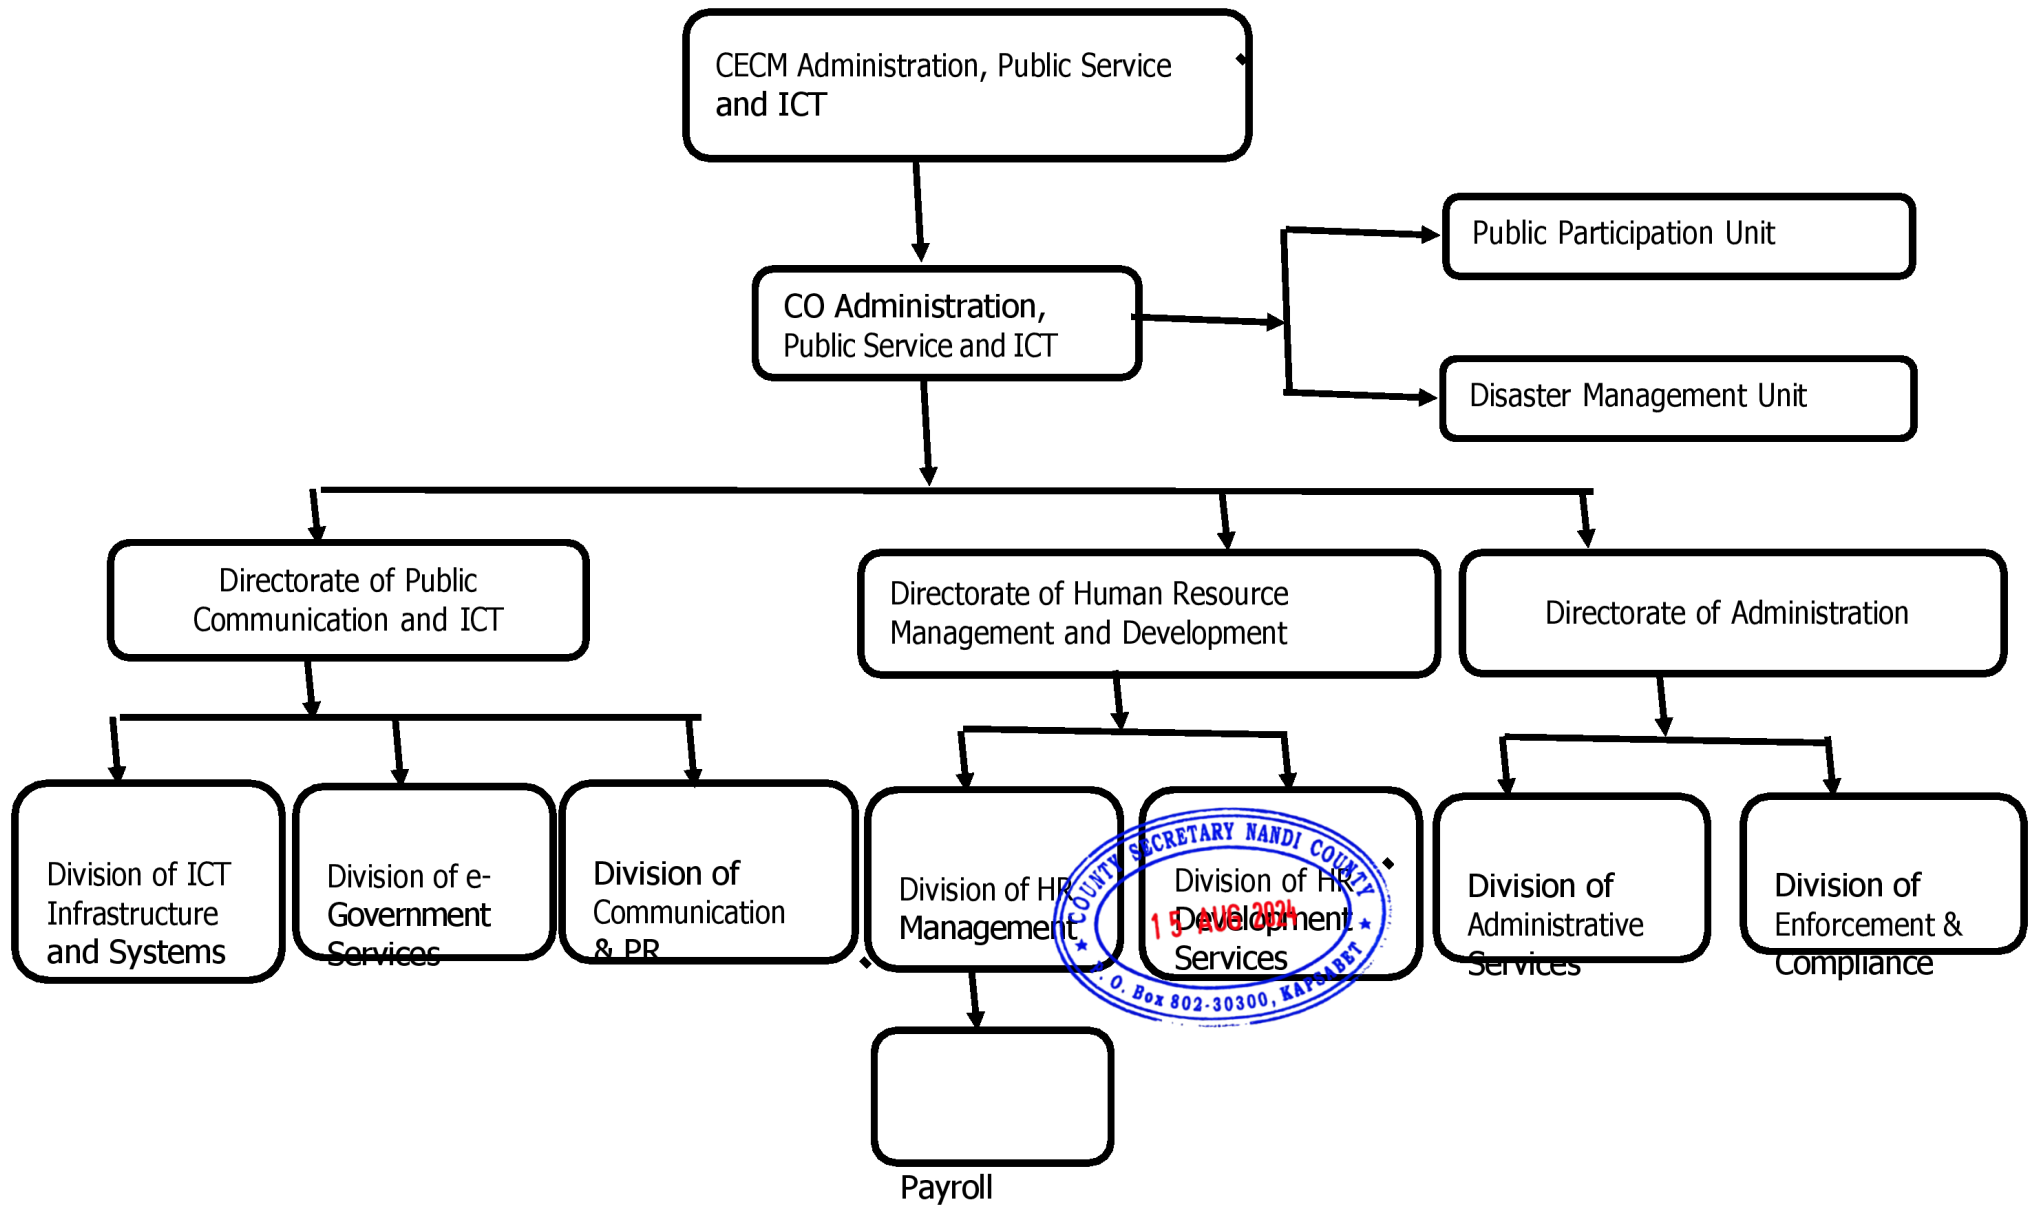 CECM Administration, Public Service
and ICT
Public Participation Unit
CO Administration,
Public Service and ICT
Disaster Management Unit
Directorate of Public
Communication and ICT
Directorate of Human Resource
Management and Development
Directorate of Administration
Division of ICT
Infrastructure
and Systems
Division of e-
Government
Services
Division of
Communication
& PR
Division of HR
Management
Division of HR
Development
Services
Division of
Administrative
Services
Division of
Enforcement &
Compliance
COUNTY SECRETARY NANDI COUNTY
15 AUG 2024
P. O. Box 802-30300, KAPSABET
Payroll